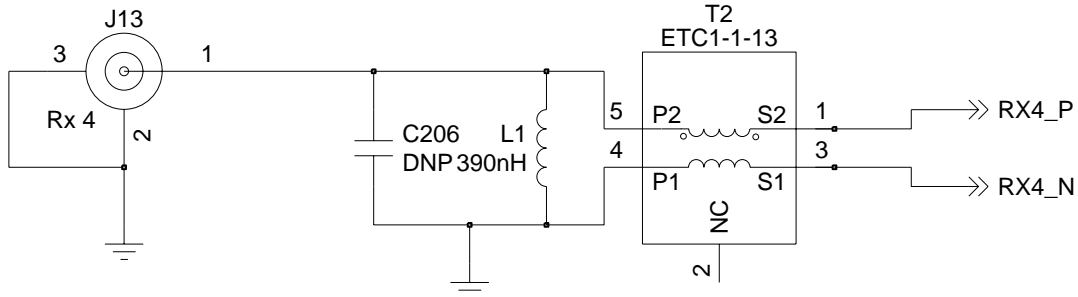 J13
3
1
Rx 4
2
C206
DNP
L1
390nH
T2
ETC1-1-13
5
P2
S2
1
4
P1
S1
3
NC
2
RX4_P
RX4_N